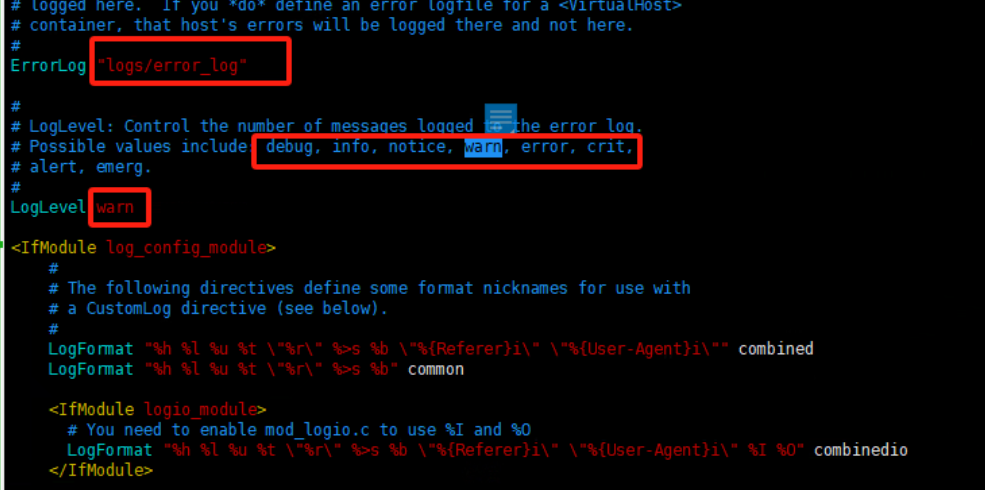 # logged here.  If you *do* define an error logfile for a <VirtualHost>
# container, that host's errors will be logged there and not here.
#
ErrorLog "logs/error_log"
#
# LogLevel: Control the number of messages logged the error log.
# Possible values include: debug, info, notice, warn, error, crit,
# alert, emerg.
#
LogLevel warn
<IfModule log_config_module>
    #
    # The following directives define some format nicknames for use with
    # a CustomLog directive (see below).
    #
    LogFormat "%h %l %u %t \"%r\" %>s %b \"%{Referer}i\" \"%{User-Agent}i\"" combined
    LogFormat "%h %l %u %t \"%r\" %>s %b" common
    <IfModule logio_module>
      # You need to enable mod_logio.c to use %I and %O
      LogFormat "%h %l %u %t \"%r\" %>s %b \"%{Referer}i\" \"%{User-Agent}i\" %I %O" combinedio
    </IfModule>